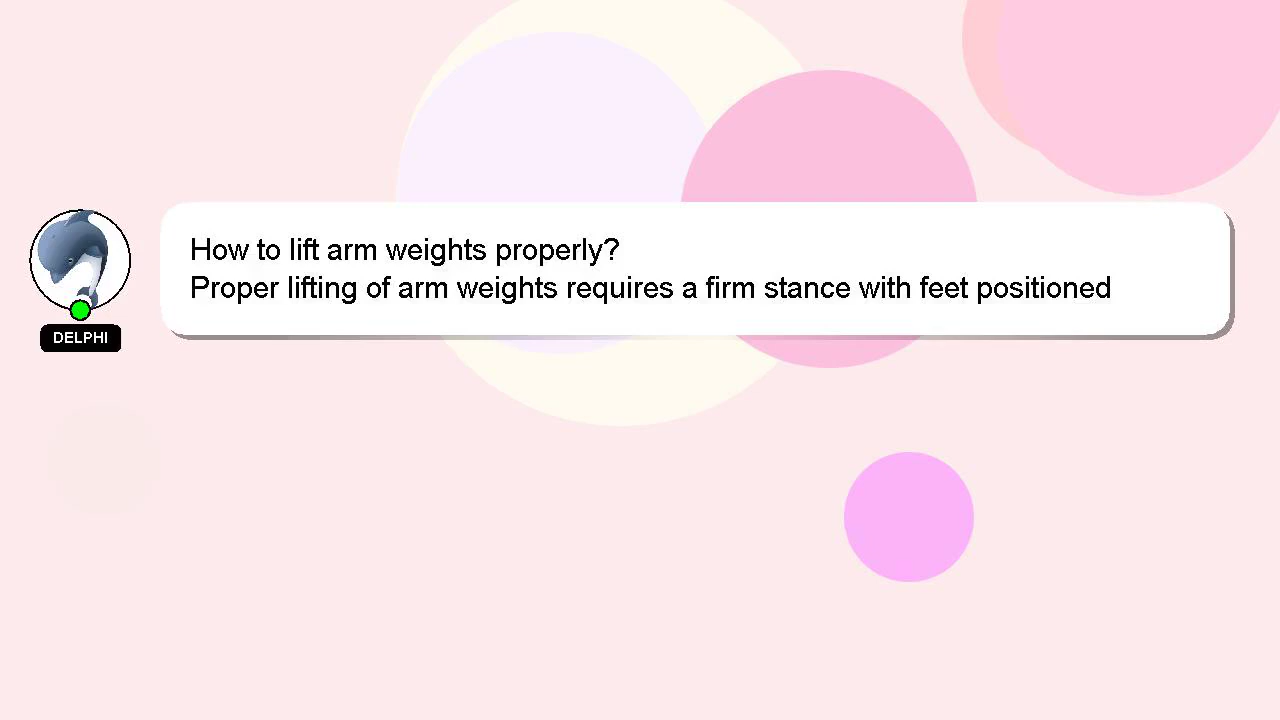 How to lift arm weights properly?
Proper lifting of arm weights requires a firm stance with feet positioned
DELPHI